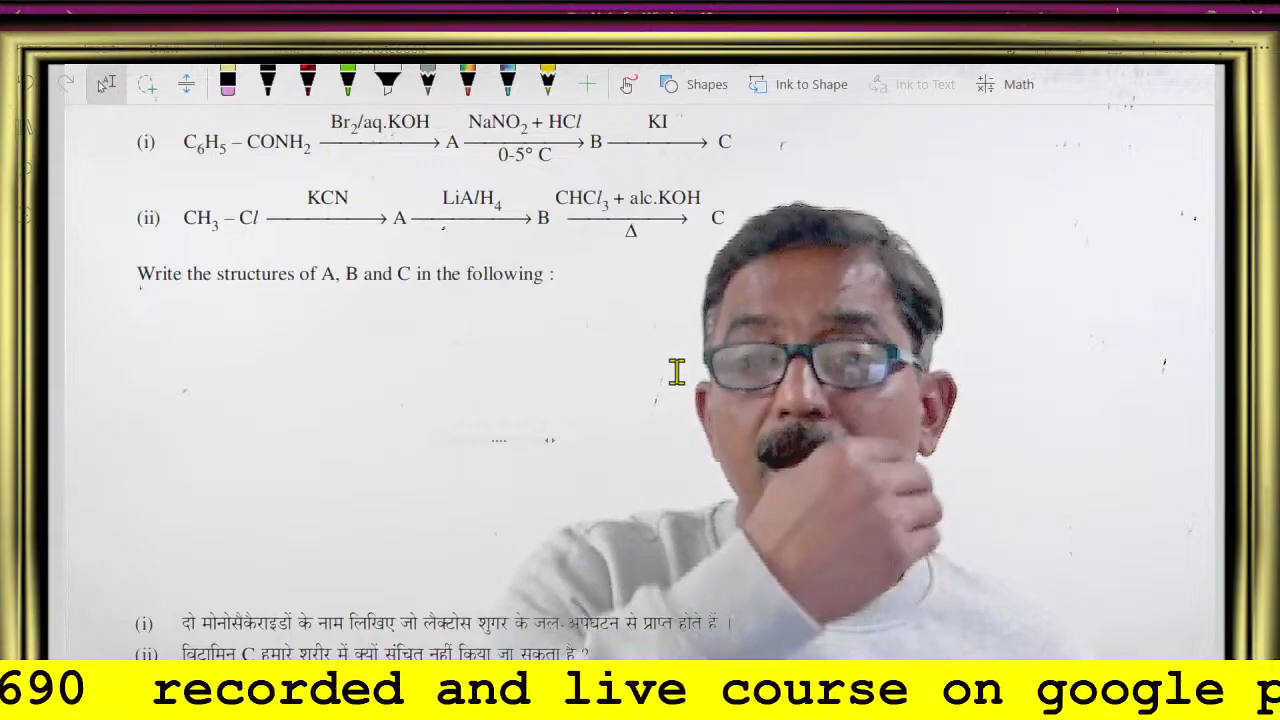 Shapes Ink to Shape Ink to Text Math
(i) C₆H₅ – CONH₂ —Br₂/aq.KOH→ A —NaNO₂ + HCl / 0-5° C→ B —KI→ C
(ii) CH₃ – Cl —KCN→ A —LiAlH₄→ B —CHCl₃ + alc.KOH / Δ→ C
Write the structures of A, B and C in the following :
(i) दो मोनोसैकेराइडों के नाम लिखिए जो लैक्टोस शुगर के जल-अपघटन से प्राप्त होते हैं ।
(ii) विटामिन C हमारे शरीर में क्यों संचित नहीं किया जा सकता है ?
690 recorded and live course on google p